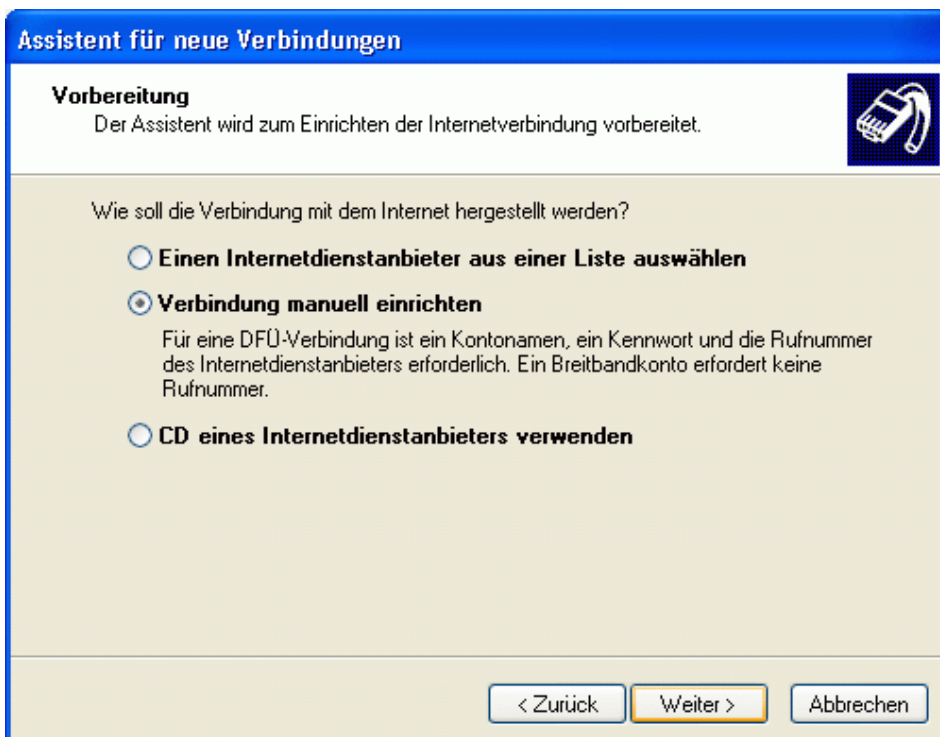 Assistent für neue Verbindungen
Vorbereitung
Der Assistent wird zum Einrichten der Internetverbindung vorbereitet.
Wie soll die Verbindung mit dem Internet hergestellt werden?
Einen Internetdienstanbieter aus einer Liste auswählen
Verbindung manuell einrichten
Für eine DFÜ-Verbindung ist ein Kontonamen, ein Kennwort und die Rufnummer
des Internetdienstanbieters erforderlich. Ein Breitbandkonto erfordert keine
Rufnummer.
CD eines Internetdienstanbieters verwenden
< Zurück Weiter > Abbrechen